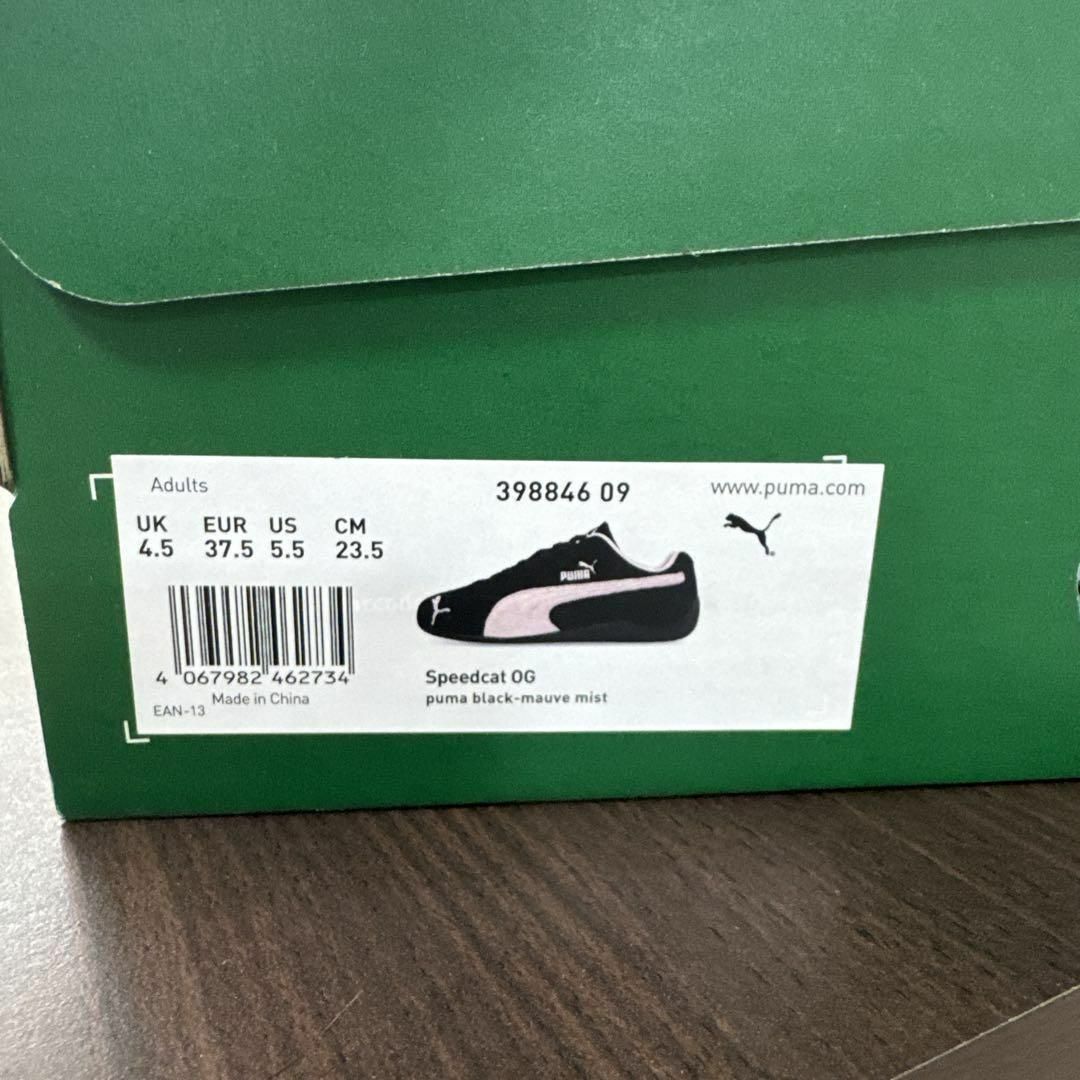 Adults
398846 09
www.puma.com
UK EUR US CM
4.5 37.5 5.5 23.5
PUMA
4 067982 462734
Made in China
EAN-13
Speedcat OG
puma black-mauve mist